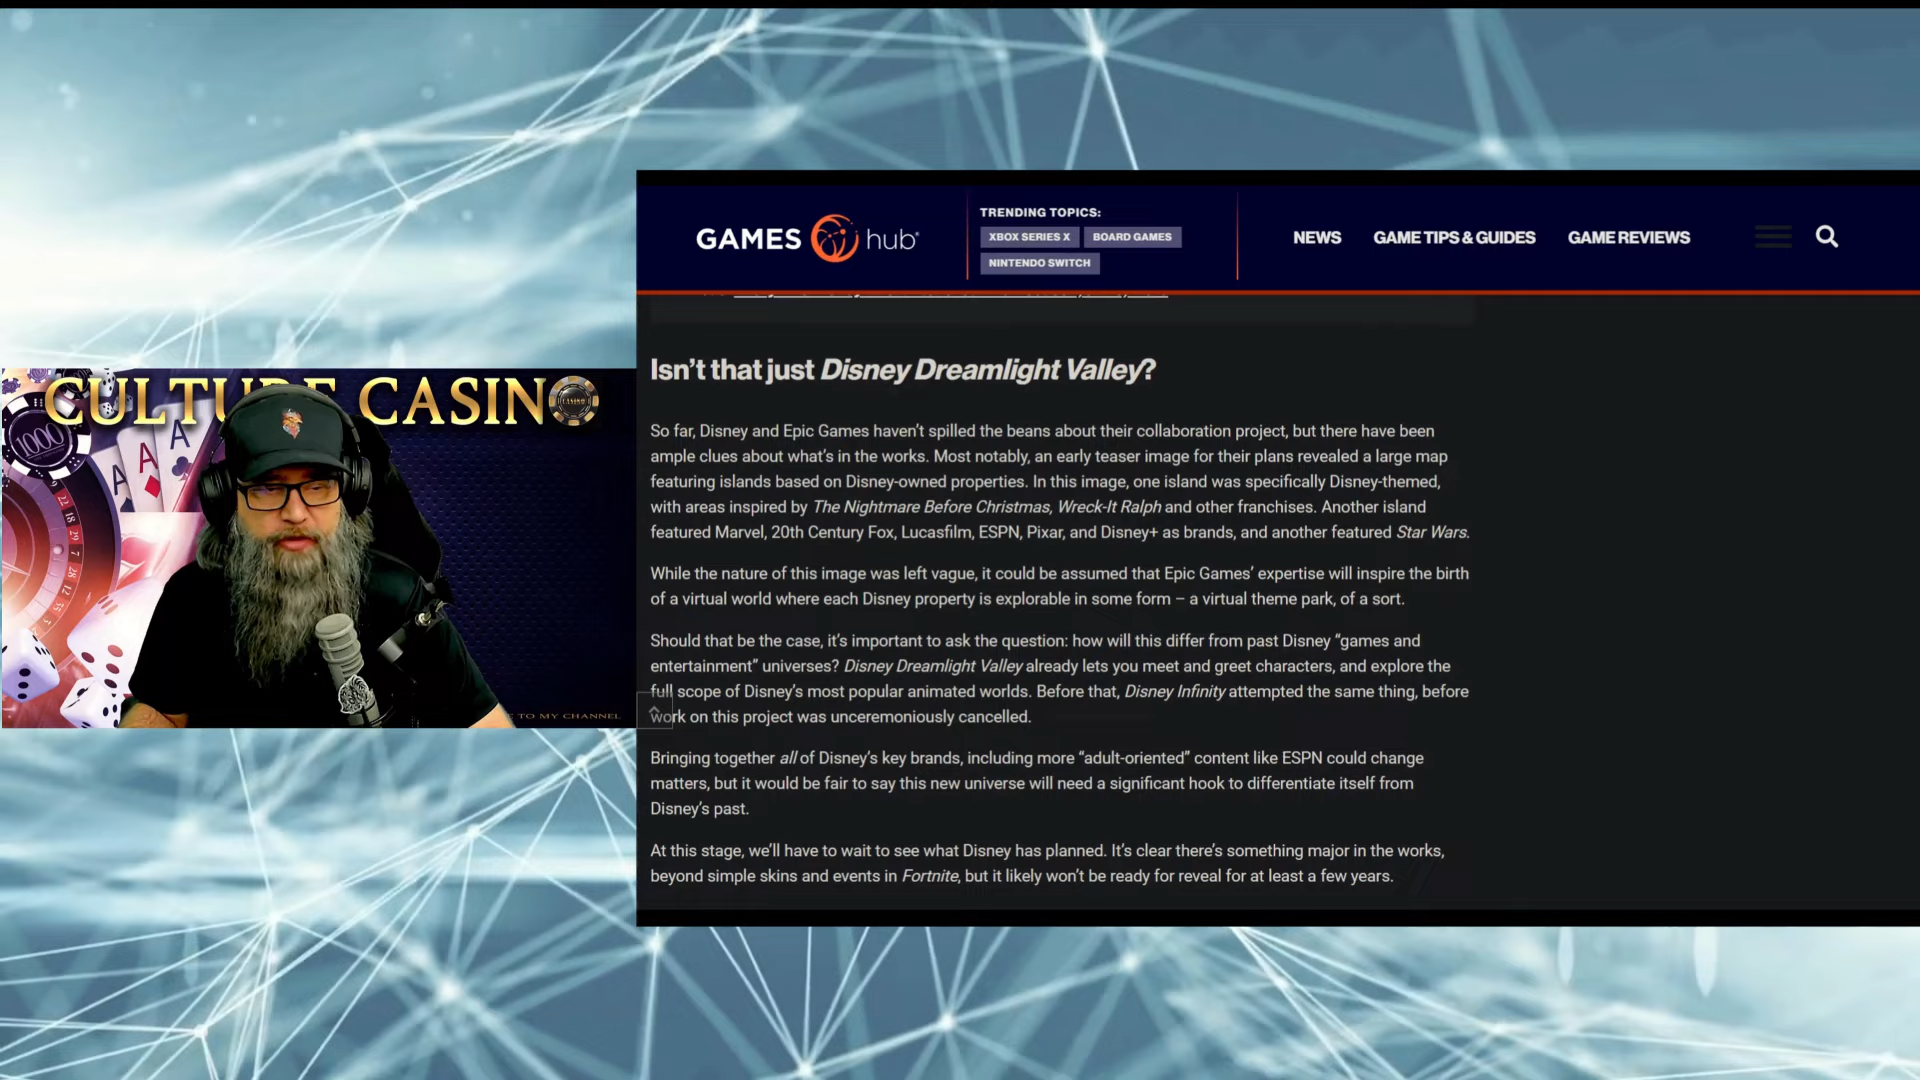 GAMES hub
TRENDING TOPICS:
XBOX SERIES X
BOARD GAMES
NINTENDO SWITCH
NEWS
GAME TIPS & GUIDES
GAME REVIEWS
Isn't that just Disney Dreamlight Valley?
So far, Disney and Epic Games haven't spilled the beans about their collaboration project, but there have been
ample clues about what's in the works. Most notably, an early teaser image for their plans revealed a large map
featuring islands based on Disney-owned properties. In this image, one island was specifically Disney-themed,
with areas inspired by The Nightmare Before Christmas, Wreck-It Ralph and other franchises. Another island
featured Marvel, 20th Century Fox, Lucasfilm, ESPN, Pixar, and Disney+ as brands, and another featured Star Wars.
While the nature of this image was left vague, it could be assumed that Epic Games' expertise will inspire the birth
of a virtual world where each Disney property is explorable in some form – a virtual theme park, of a sort.
Should that be the case, it's important to ask the question: how will this differ from past Disney “games and
entertainment” universes? Disney Dreamlight Valley already lets you meet and greet characters, and explore the
full scope of Disney's most popular animated worlds. Before that, Disney Infinity attempted the same thing, before
work on this project was unceremoniously cancelled.
Bringing together all of Disney's key brands, including more “adult-oriented” content like ESPN could change
matters, but it would be fair to say this new universe will need a significant hook to differentiate itself from
Disney's past.
At this stage, we'll have to wait to see what Disney has planned. It's clear there's something major in the works,
beyond simple skins and events in Fortnite, but it likely won't be ready for reveal for at least a few years.
CULTURE CASINO
1000
A
A
A
TO MY CHANNEL